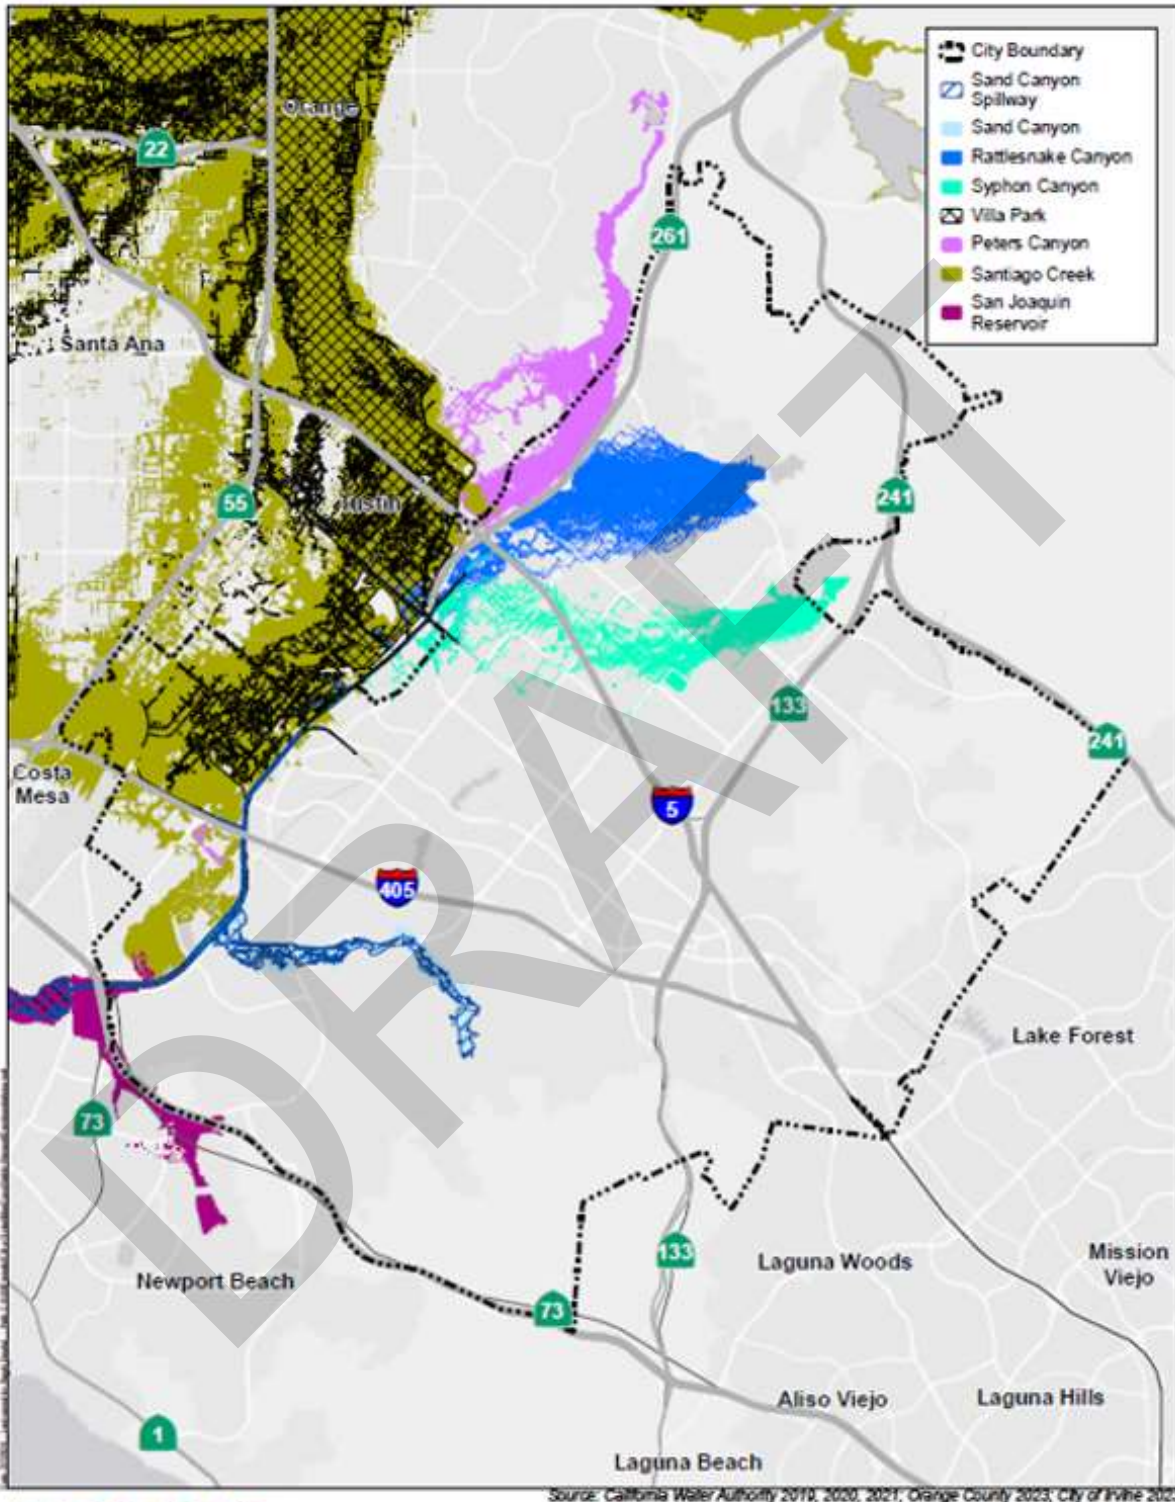 City Boundary
Sand Canyon
Spillway
Sand Canyon
Rattlesnake Canyon
Syphon Canyon
Villa Park
Peters Canyon
Santiago Creek
San Joaquin
Reservoir
Orange
22
261
Santa Ana
55
Tustin
241
133
241
Costa
Mesa
5
405
Lake Forest
73
133
Laguna Woods
Mission
Viejo
Newport Beach
73
Aliso Viejo
Laguna Hills
1
Laguna Beach
DRAFT
Source: California Water Authority 2019, 2020, 2021; Orange County 2023; City of Irvine